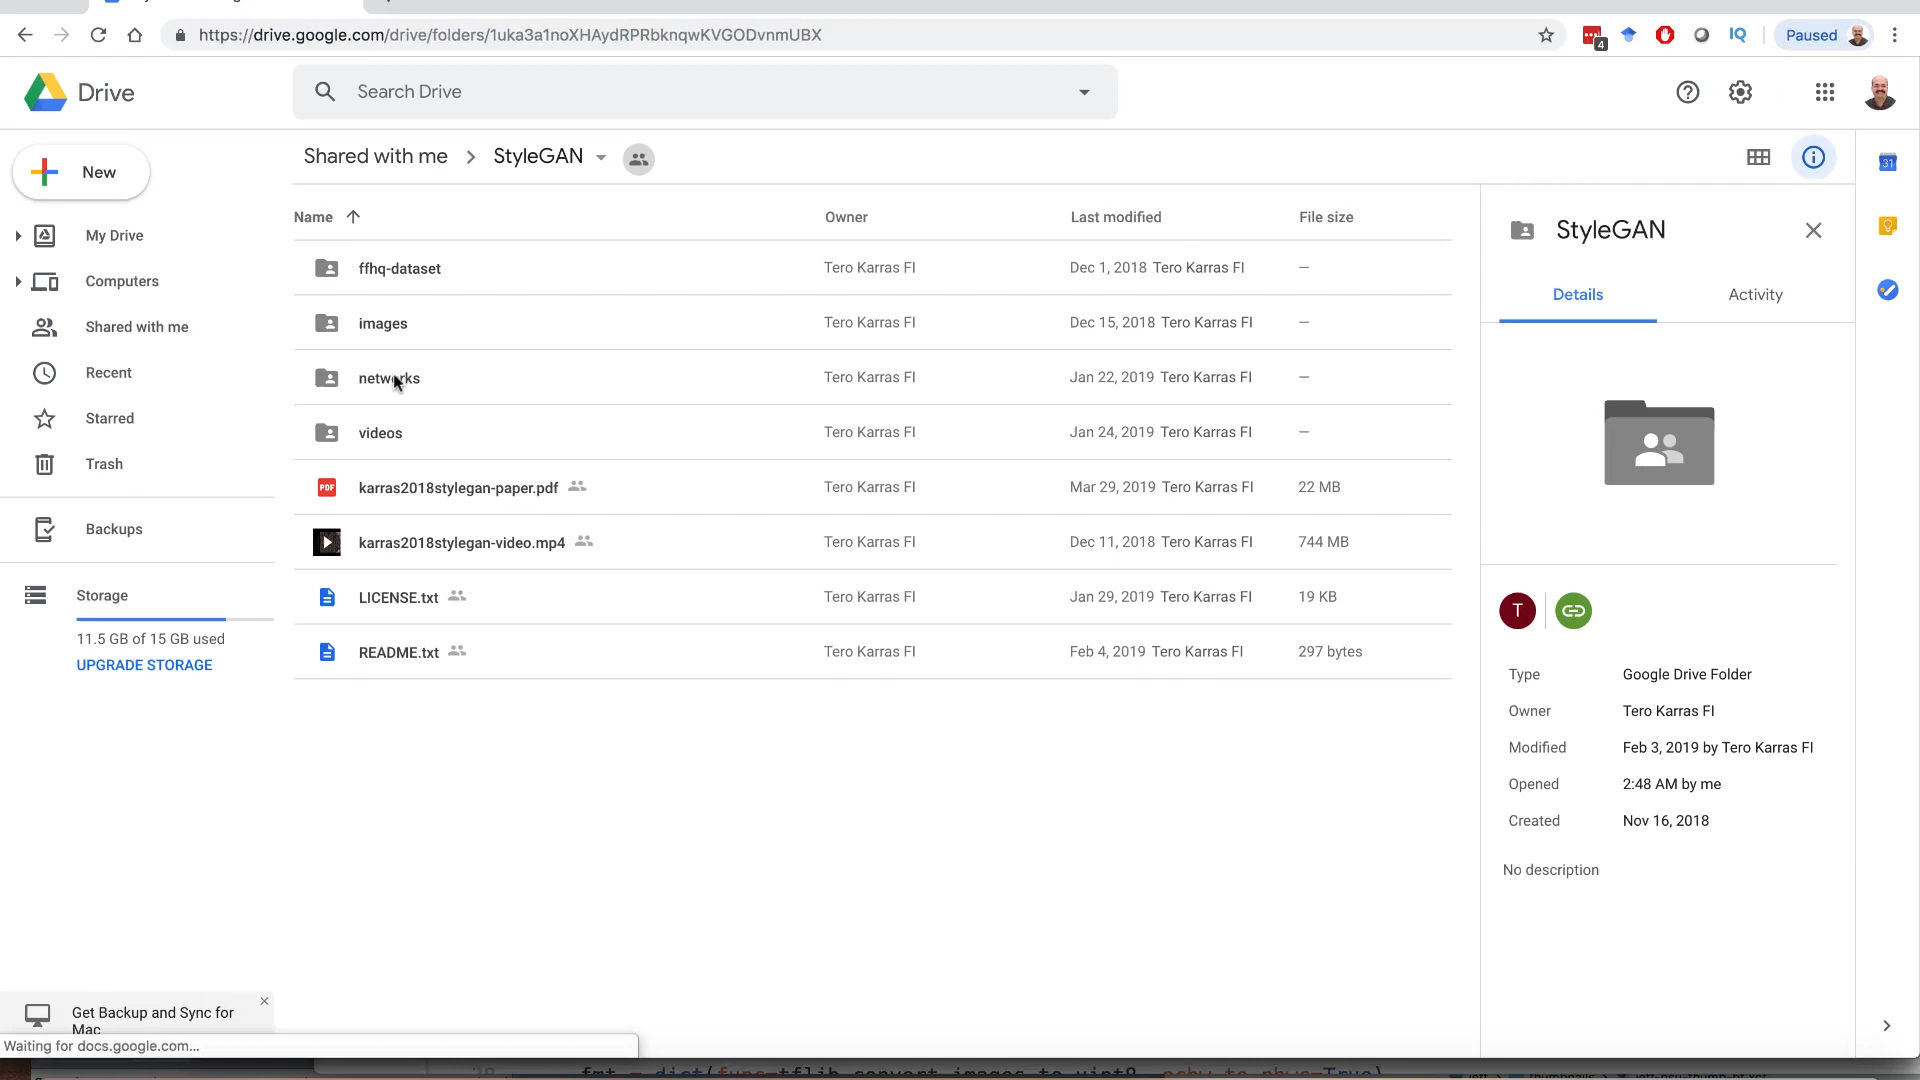 https://drive.google.com/drive/folders/1uka3a1noXHAydRPRbknqwKVGODvnmUBX
4
IQ
Paused
Drive
Search Drive
New
Shared with me
StyleGAN
31
Name
Owner
Last modified
File size
My Drive
Computers
Shared with me
Recent
Starred
Trash
Backups
Storage
11.5 GB of 15 GB used
UPGRADE STORAGE
ffhq-dataset Tero Karras FI Dec 1, 2018 Tero Karras FI —
images Tero Karras FI Dec 15, 2018 Tero Karras FI —
networks Tero Karras FI Jan 22, 2019 Tero Karras FI —
videos Tero Karras FI Jan 24, 2019 Tero Karras FI —
PDF karras2018stylegan-paper.pdf Tero Karras FI Mar 29, 2019 Tero Karras FI 22 MB
karras2018stylegan-video.mp4 Tero Karras FI Dec 11, 2018 Tero Karras FI 744 MB
LICENSE.txt Tero Karras FI Jan 29, 2019 Tero Karras FI 19 KB
README.txt Tero Karras FI Feb 4, 2019 Tero Karras FI 297 bytes
StyleGAN
Details
Activity
T
Type Google Drive Folder
Owner Tero Karras FI
Modified Feb 3, 2019 by Tero Karras FI
Opened 2:48 AM by me
Created Nov 16, 2018
No description
Get Backup and Sync for
Mac
Waiting for docs.google.com...